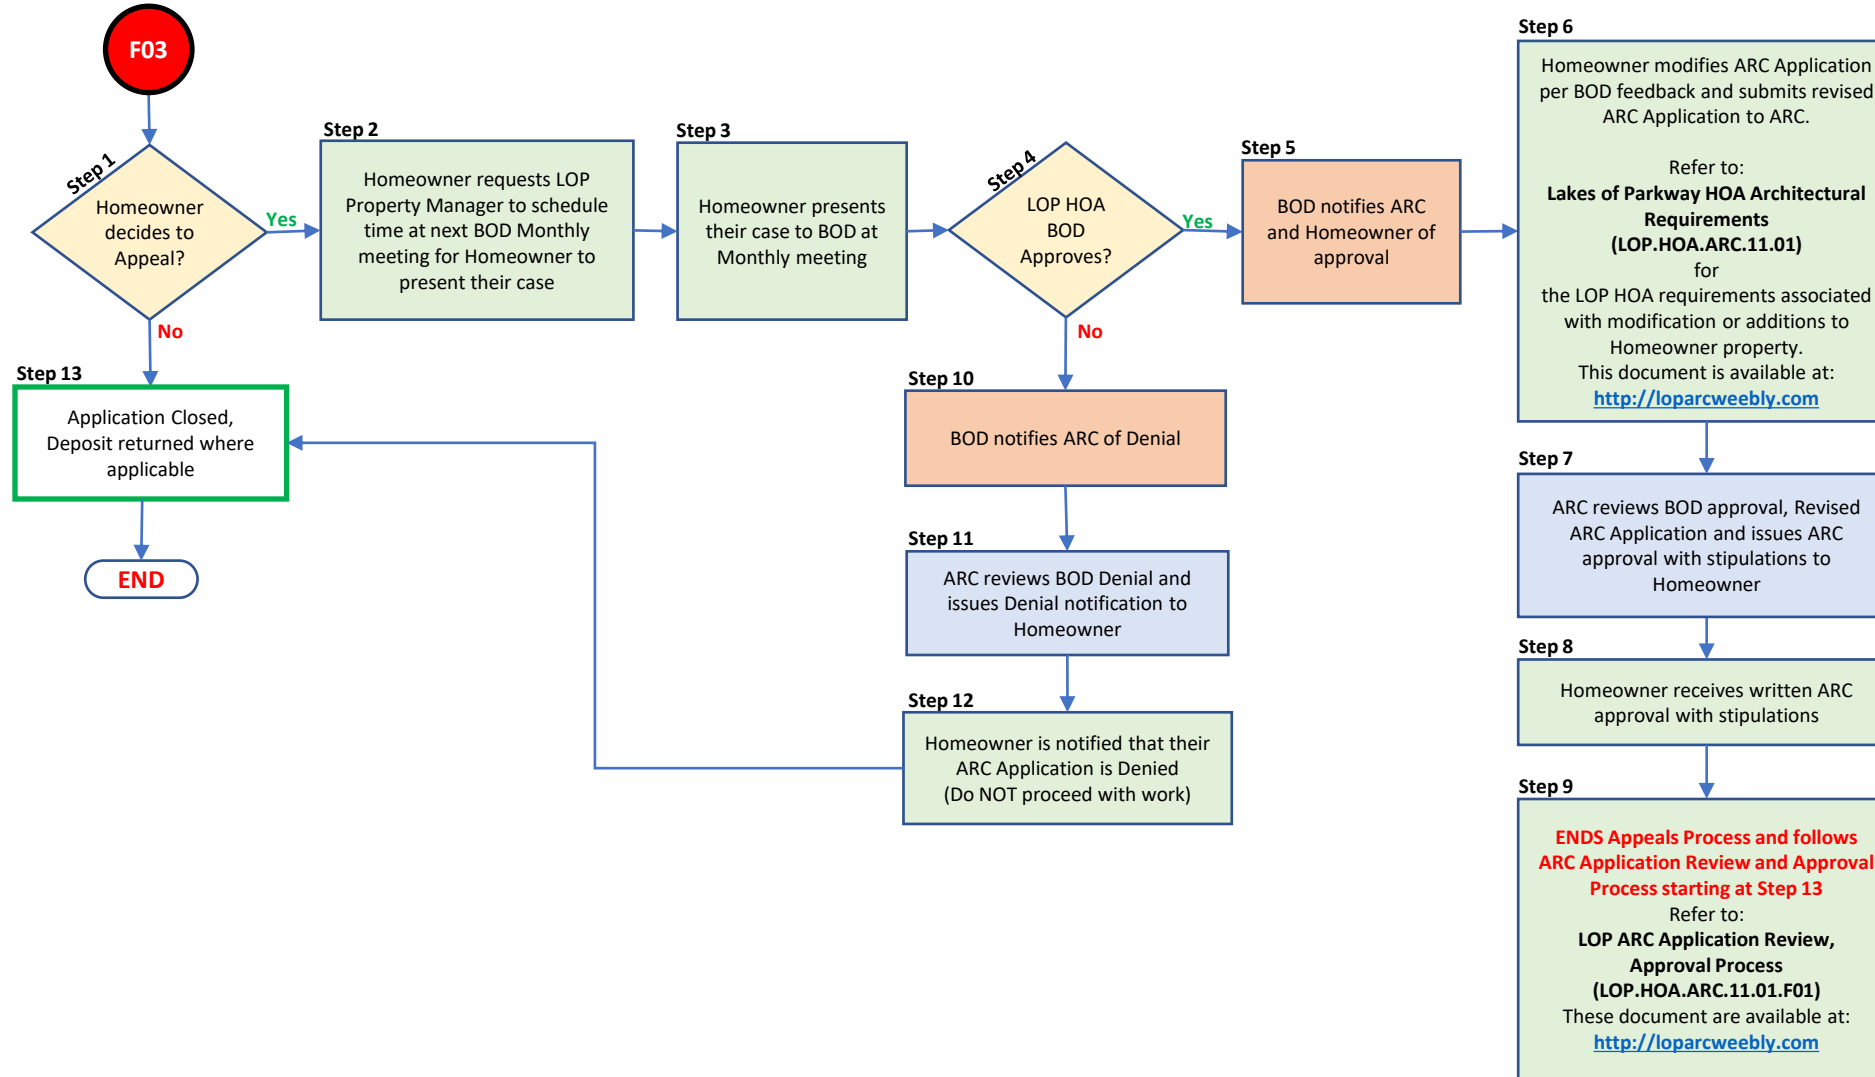 F03
Step 1
Homeowner
decides to
Appeal?
Yes
No
Step 2
Homeowner requests LOP
Property Manager to schedule
time at next BOD Monthly
meeting for Homeowner to
present their case
Step 3
Homeowner presents
their case to BOD at
Monthly meeting
Step 4
LOP HOA
BOD
Approves?
Yes
No
Step 5
BOD notifies ARC
and Homeowner of
approval
Step 6
Homeowner modifies ARC Application
per BOD feedback and submits revised
ARC Application to ARC.
Refer to:
Lakes of Parkway HOA Architectural
Requirements
(LOP.HOA.ARC.11.01)
for
the LOP HOA requirements associated
with modification or additions to
Homeowner property.
This document is available at:
http://loparcweebly.com
Step 7
ARC reviews BOD approval, Revised
ARC Application and issues ARC
approval with stipulations to
Homeowner
Step 8
Homeowner receives written ARC
approval with stipulations
Step 9
ENDS Appeals Process and follows
ARC Application Review and Approval
Process starting at Step 13
Refer to:
LOP ARC Application Review,
Approval Process
(LOP.HOA.ARC.11.01.F01)
These document are available at:
http://loparcweebly.com
Step 10
BOD notifies ARC of Denial
Step 11
ARC reviews BOD Denial and
issues Denial notification to
Homeowner
Step 12
Homeowner is notified that their
ARC Application is Denied
(Do NOT proceed with work)
Step 13
Application Closed,
Deposit returned where
applicable
END